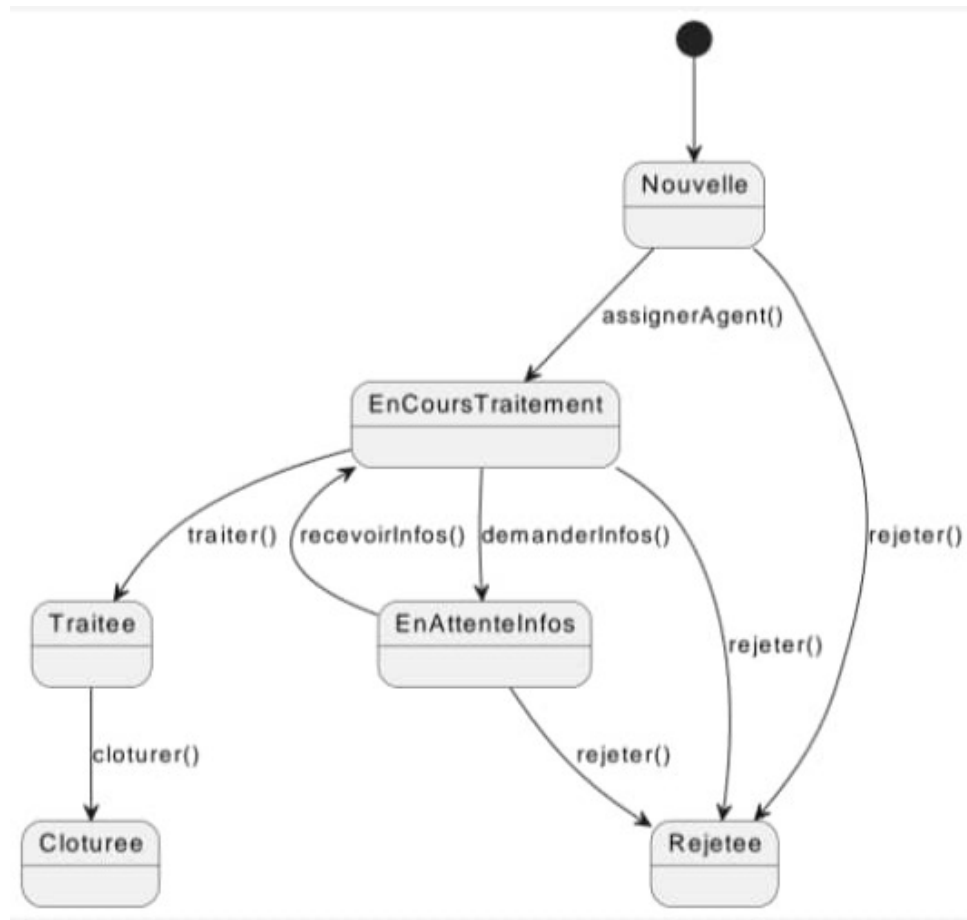 Nouvelle
assignerAgent()
EnCoursTraitement
traiter()
recevoirInfos()
demanderInfos()
rejeter()
Traitee
EnAttenteInfos
rejeter()
cloturer()
rejeter()
Cloturee
Rejetee